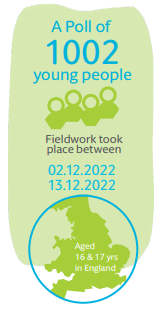 A Poll of
1002
young people
Fieldwork took
place between
02.12.2022
13.12.2022
Aged
16 & 17 yrs
in England